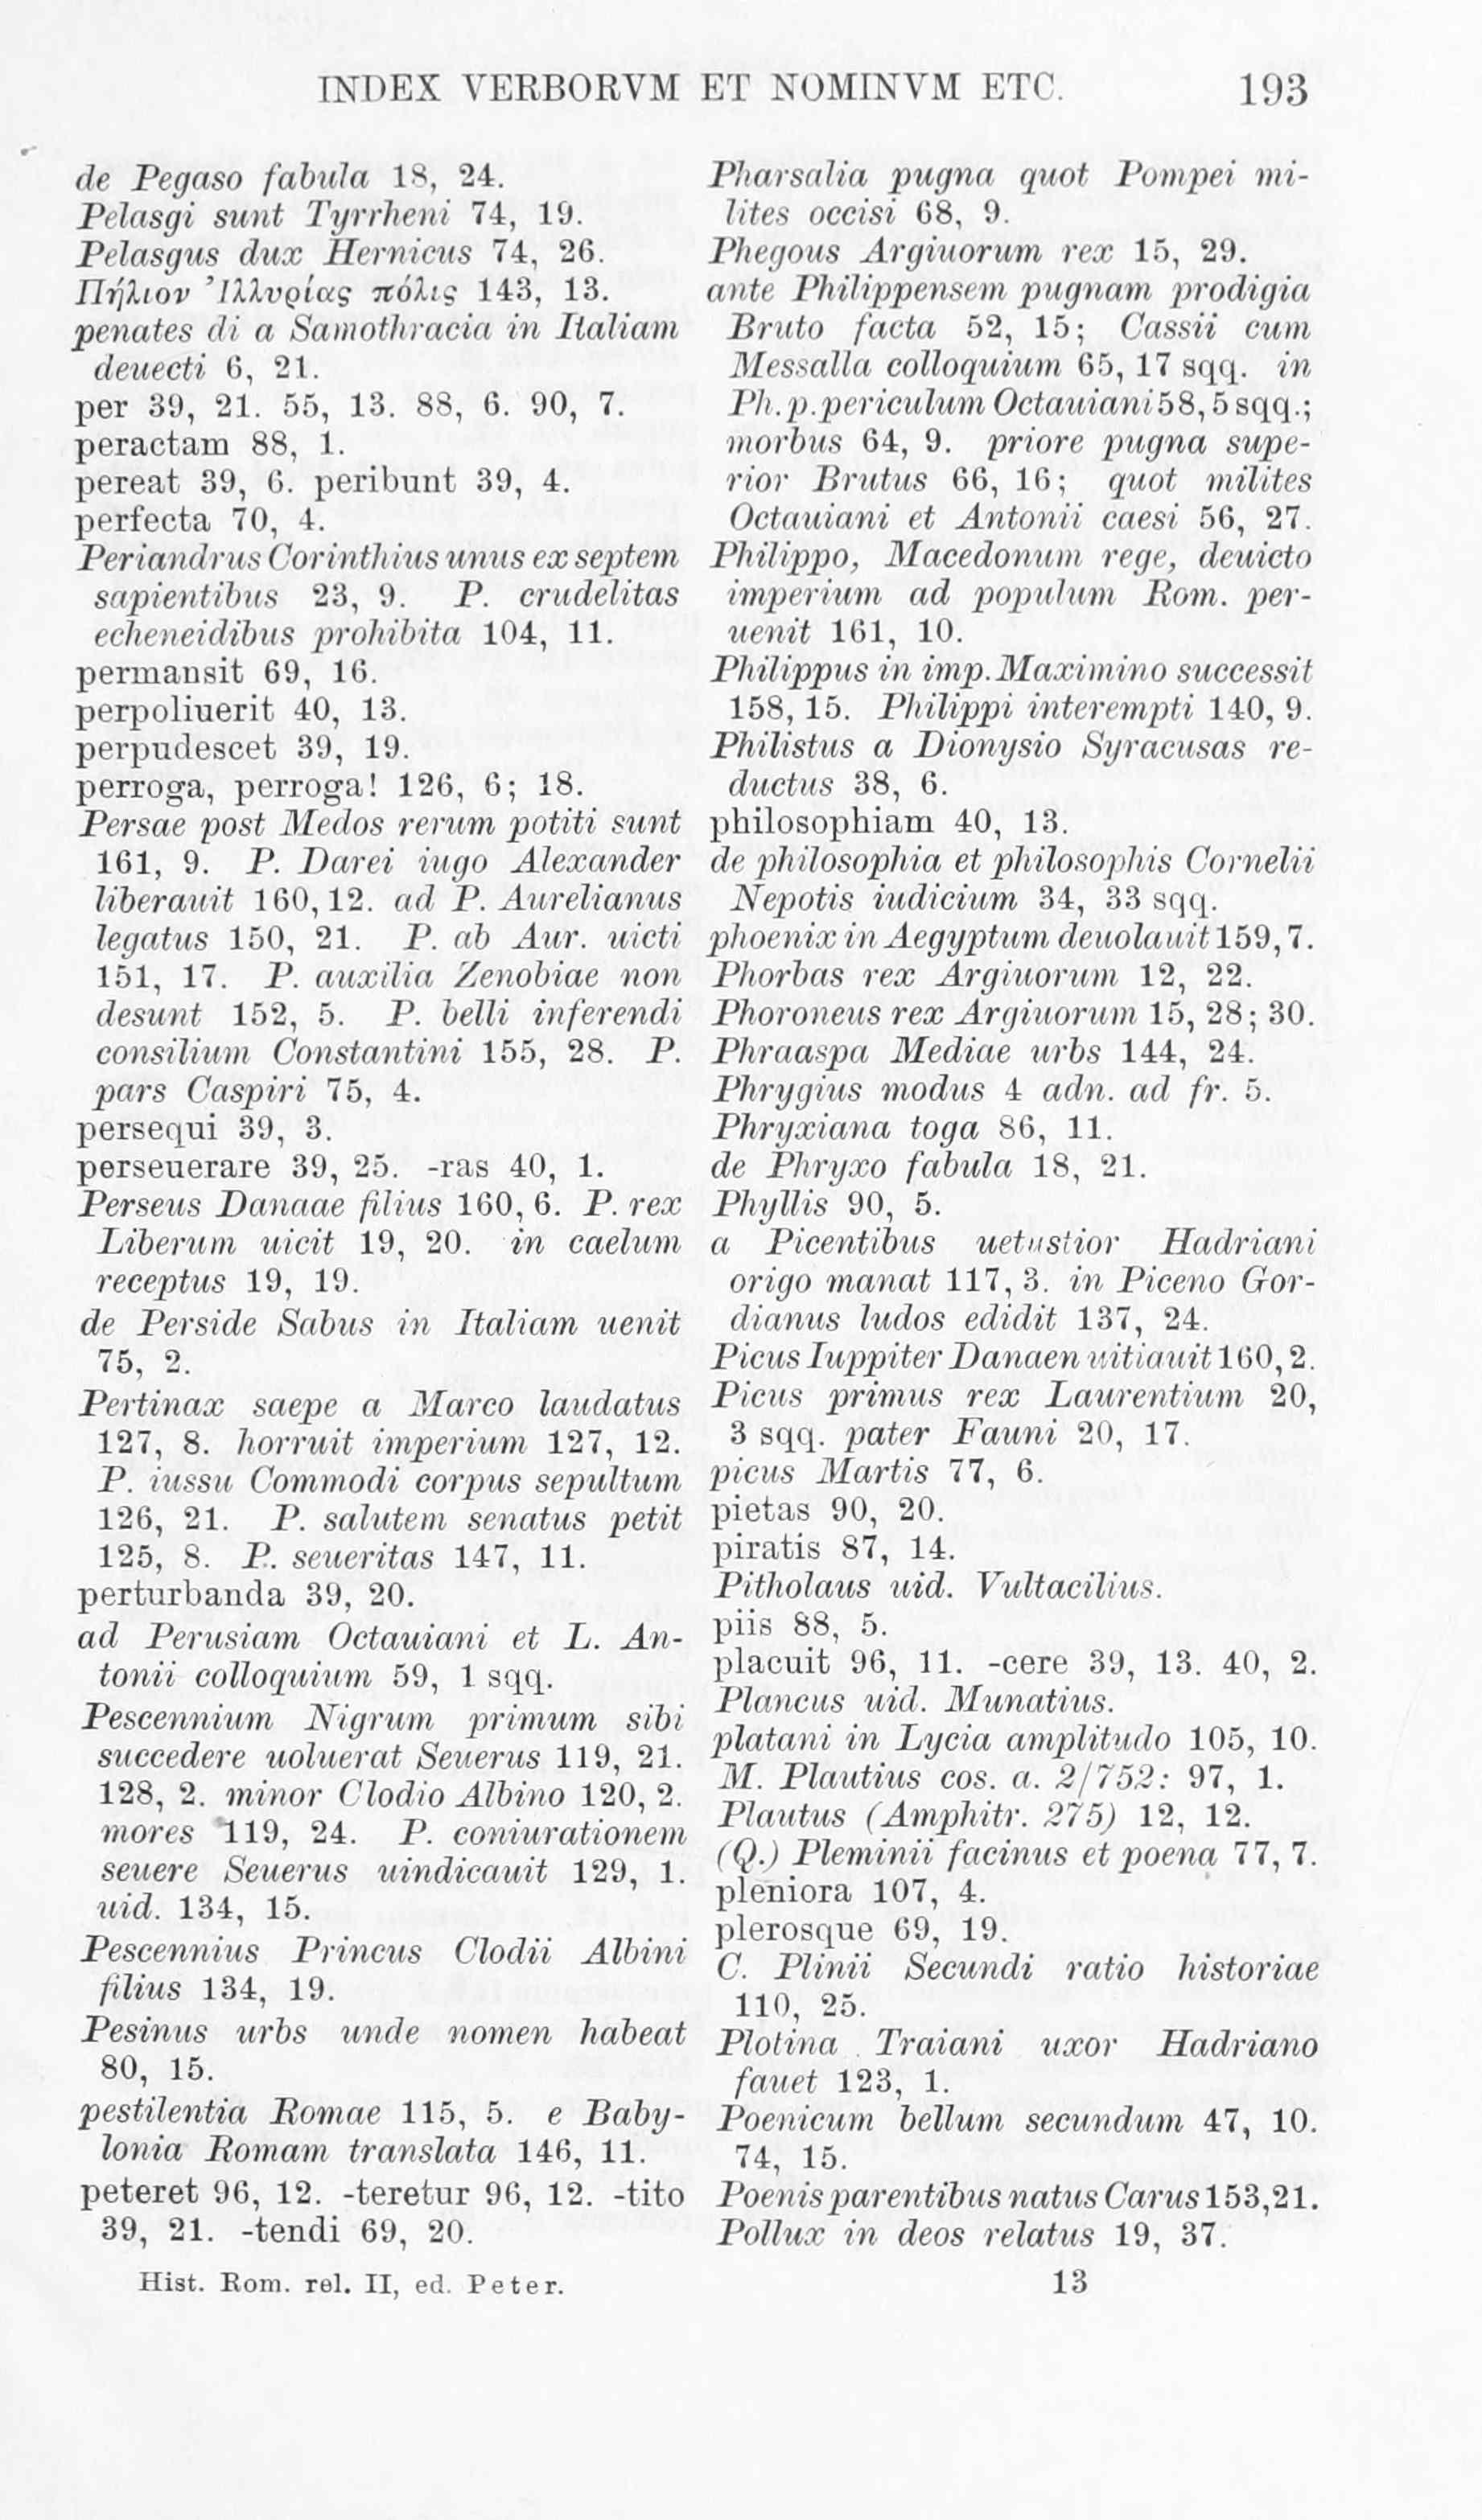 INDEX VERBORVM ET NOMINVM ETC. 193
de Pegaso fabula 18, 24.
Pelasgi sunt Tyrrheni 74, 19.
Pelasgus dux Hernicus 74, 26.
Πήλιον Ἰλλυρίας πόλις 143, 13.
penates di a Samothracia in Italiam
deuecti 6, 21.
per 39, 21. 55, 13. 88, 6. 90, 7.
peractam 88, 1.
pereat 39, 6. peribunt 39, 4.
perfecta 70, 4.
Periandrus Corinthius unus ex septem
sapientibus 23, 9. P. crudelitas
echeneidibus prohibita 104, 11.
permansit 69, 16.
perpoliuerit 40, 13.
perpudescet 39, 19.
perroga, perroga! 126, 6; 18.
Persae post Medos rerum potiti sunt
161, 9. P. Darei iugo Alexander
liberauit 160, 12. ad P. Aurelianus
legatus 150, 21. P. ab Aur. uicti
151, 17. P. auxilia Zenobiae non
desunt 152, 5. P. belli inferendi
consilium Constantini 155, 28. P.
pars Caspiri 75, 4.
persequi 39, 3.
perseuerare 39, 25. -ras 40, 1.
Perseus Danaae filius 160, 6. P. rex
Liberum uicit 19, 20. in caelum
receptus 19, 19.
de Perside Sabus in Italiam uenit
75, 2.
Pertinax saepe a Marco laudatus
127, 8. horruit imperium 127, 12.
P. iussu Commodi corpus sepultum
126, 21. P. salutem senatus petit
125, 8. P. seueritas 147, 11.
perturbanda 39, 20.
ad Perusiam Octauiani et L. An-
tonii colloquium 59, 1 sqq.
Pescennium Nigrum primum sibi
succedere uoluerat Seuerus 119, 21.
128, 2. minor Clodio Albino 120, 2.
mores 119, 24. P. coniurationem
seuere Seuerus uindicauit 129, 1.
uid. 134, 15.
Pescennius Princus Clodii Albini
filius 134, 19.
Pesinus urbs unde nomen habeat
80, 15.
pestilentia Romae 115, 5. e Baby-
lonia Romam translata 146, 11.
peteret 96, 12. -teretur 96, 12. -tito
39, 21. -tendi 69, 20.
Pharsalia pugna quot Pompei mi-
lites occisi 68, 9.
Phegous Argiuorum rex 15, 29.
ante Philippensem pugnam prodigia
Bruto facta 52, 15; Cassii cum
Messalla colloquium 65, 17 sqq. in
Ph. p. periculum Octauiani 58, 5 sqq.;
morbus 64, 9. priore pugna supe-
rior Brutus 66, 16; quot milites
Octauiani et Antonii caesi 56, 27.
Philippo, Macedonum rege, deuicto
imperium ad populum Rom. per-
uenit 161, 10.
Philippus in imp. Maximino successit
158, 15. Philippi interempti 140, 9.
Philistus a Dionysio Syracusas re-
ductus 38, 6.
philosophiam 40, 13.
de philosophia et philosophis Cornelii
Nepotis iudicium 34, 33 sqq.
phoenix in Aegyptum deuolauit 159, 7.
Phorbas rex Argiuorum 12, 22.
Phoroneus rex Argiuorum 15, 28; 30.
Phraaspa Mediae urbs 144, 24.
Phrygius modus 4 adn. ad fr. 5.
Phryxiana toga 86, 11.
de Phryxo fabula 18, 21.
Phyllis 90, 5.
a Picentibus uetustior Hadriani
origo manat 117, 3. in Piceno Gor-
dianus ludos edidit 137, 24.
Picus Iuppiter Danaen uitiauit 160, 2.
Picus primus rex Laurentium 20,
3 sqq. pater Fauni 20, 17.
picus Martis 77, 6.
pietas 90, 20.
piratis 87, 14.
Pitholaus uid. Vultacilius.
piis 88, 5.
placuit 96, 11. -cere 39, 13. 40, 2.
Plancus uid. Munatius.
platani in Lycia amplitudo 105, 10.
M. Plautius cos. a. 2/752: 97, 1.
Plautus (Amphitr. 275) 12, 12.
(Q.) Pleminii facinus et poena 77, 7.
pleniora 107, 4.
plerosque 69, 19.
C. Plinii Secundi ratio historiae
110, 25.
Plotina Traiani uxor Hadriano
fauet 123, 1.
Poenicum bellum secundum 47, 10.
74, 15.
Poenis parentibus natus Carus 153, 21.
Pollux in deos relatus 19, 37.
Hist. Rom. rel. II, ed. Peter. 13